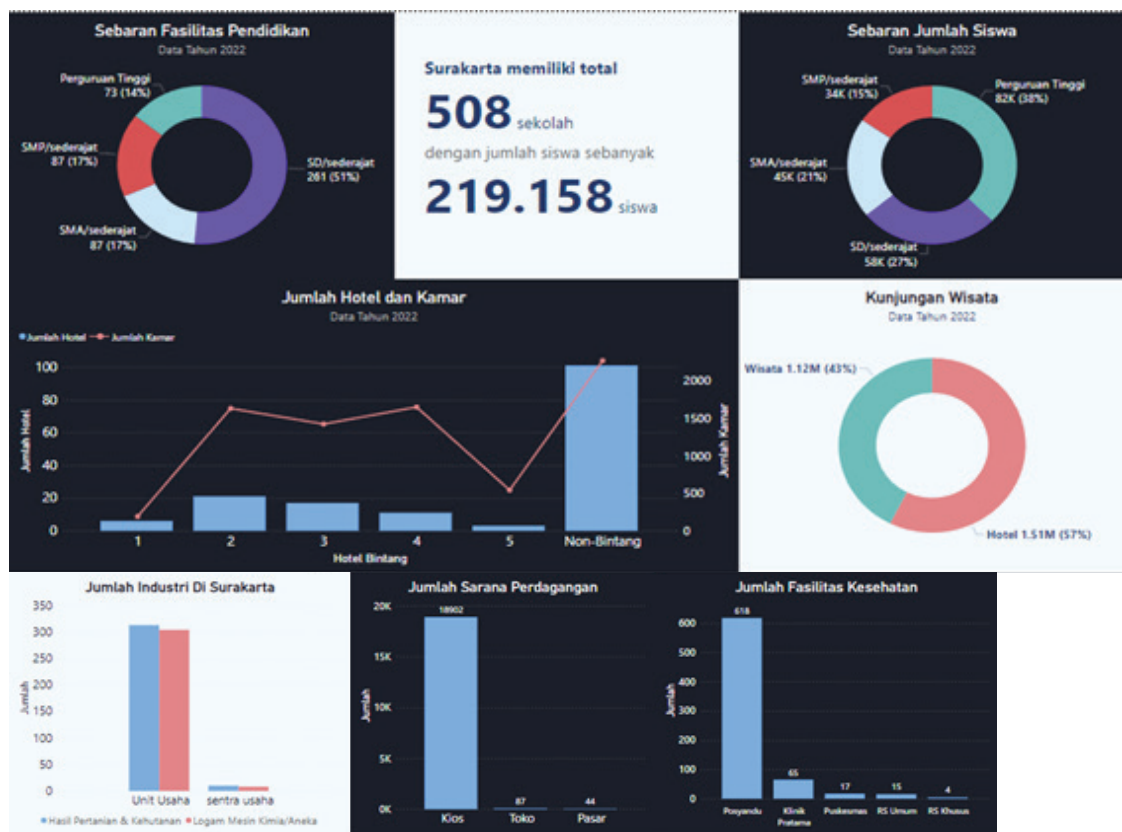 Sebaran Fasilitas Pendidikan
Data Tahun 2022
Perguruan Tinggi
73 (14%)
SMP/sederajat
87 (17%)
SMA/sederajat
87 (17%)
SD/sederajat
261 (51%)
Surakarta memiliki total
508 sekolah
dengan jumlah siswa sebanyak
219.158 siswa
Sebaran Jumlah Siswa
Data Tahun 2022
SMP/sederajat
34K (15%)
Perguruan Tinggi
82K (38%)
SMA/sederajat
45K (21%)
SD/sederajat
58K (27%)
Jumlah Hotel dan Kamar
Data Tahun 2022
Jumlah Hotel Jumlah Kamar
100
80
60
40
20
0
Jumlah Hotel
2000
1500
1000
500
0
Jumlah Kamar
1 2 3 4 5 Non-Bintang
Hotel Bintang
Kunjungan Wisata
Data Tahun 2022
Wisata 1.12M (43%)
Hotel 1.51M (57%)
Jumlah Industri Di Surakarta
350
300
250
200
150
100
50
0
Jumlah
Unit Usaha sentra usaha
Hasil Pertanian & Kehutanan Logam Mesin Kimia/Aneka
Jumlah Sarana Perdagangan
20K
15K
10K
5K
0K
Jumlah
18902
87
44
Kios Toko Pasar
Jumlah Fasilitas Kesehatan
600
500
400
300
200
100
0
Jumlah
618
65
17
15
4
Posyandu Klinik Pratama Puskesmas RS Umum RS Khusus